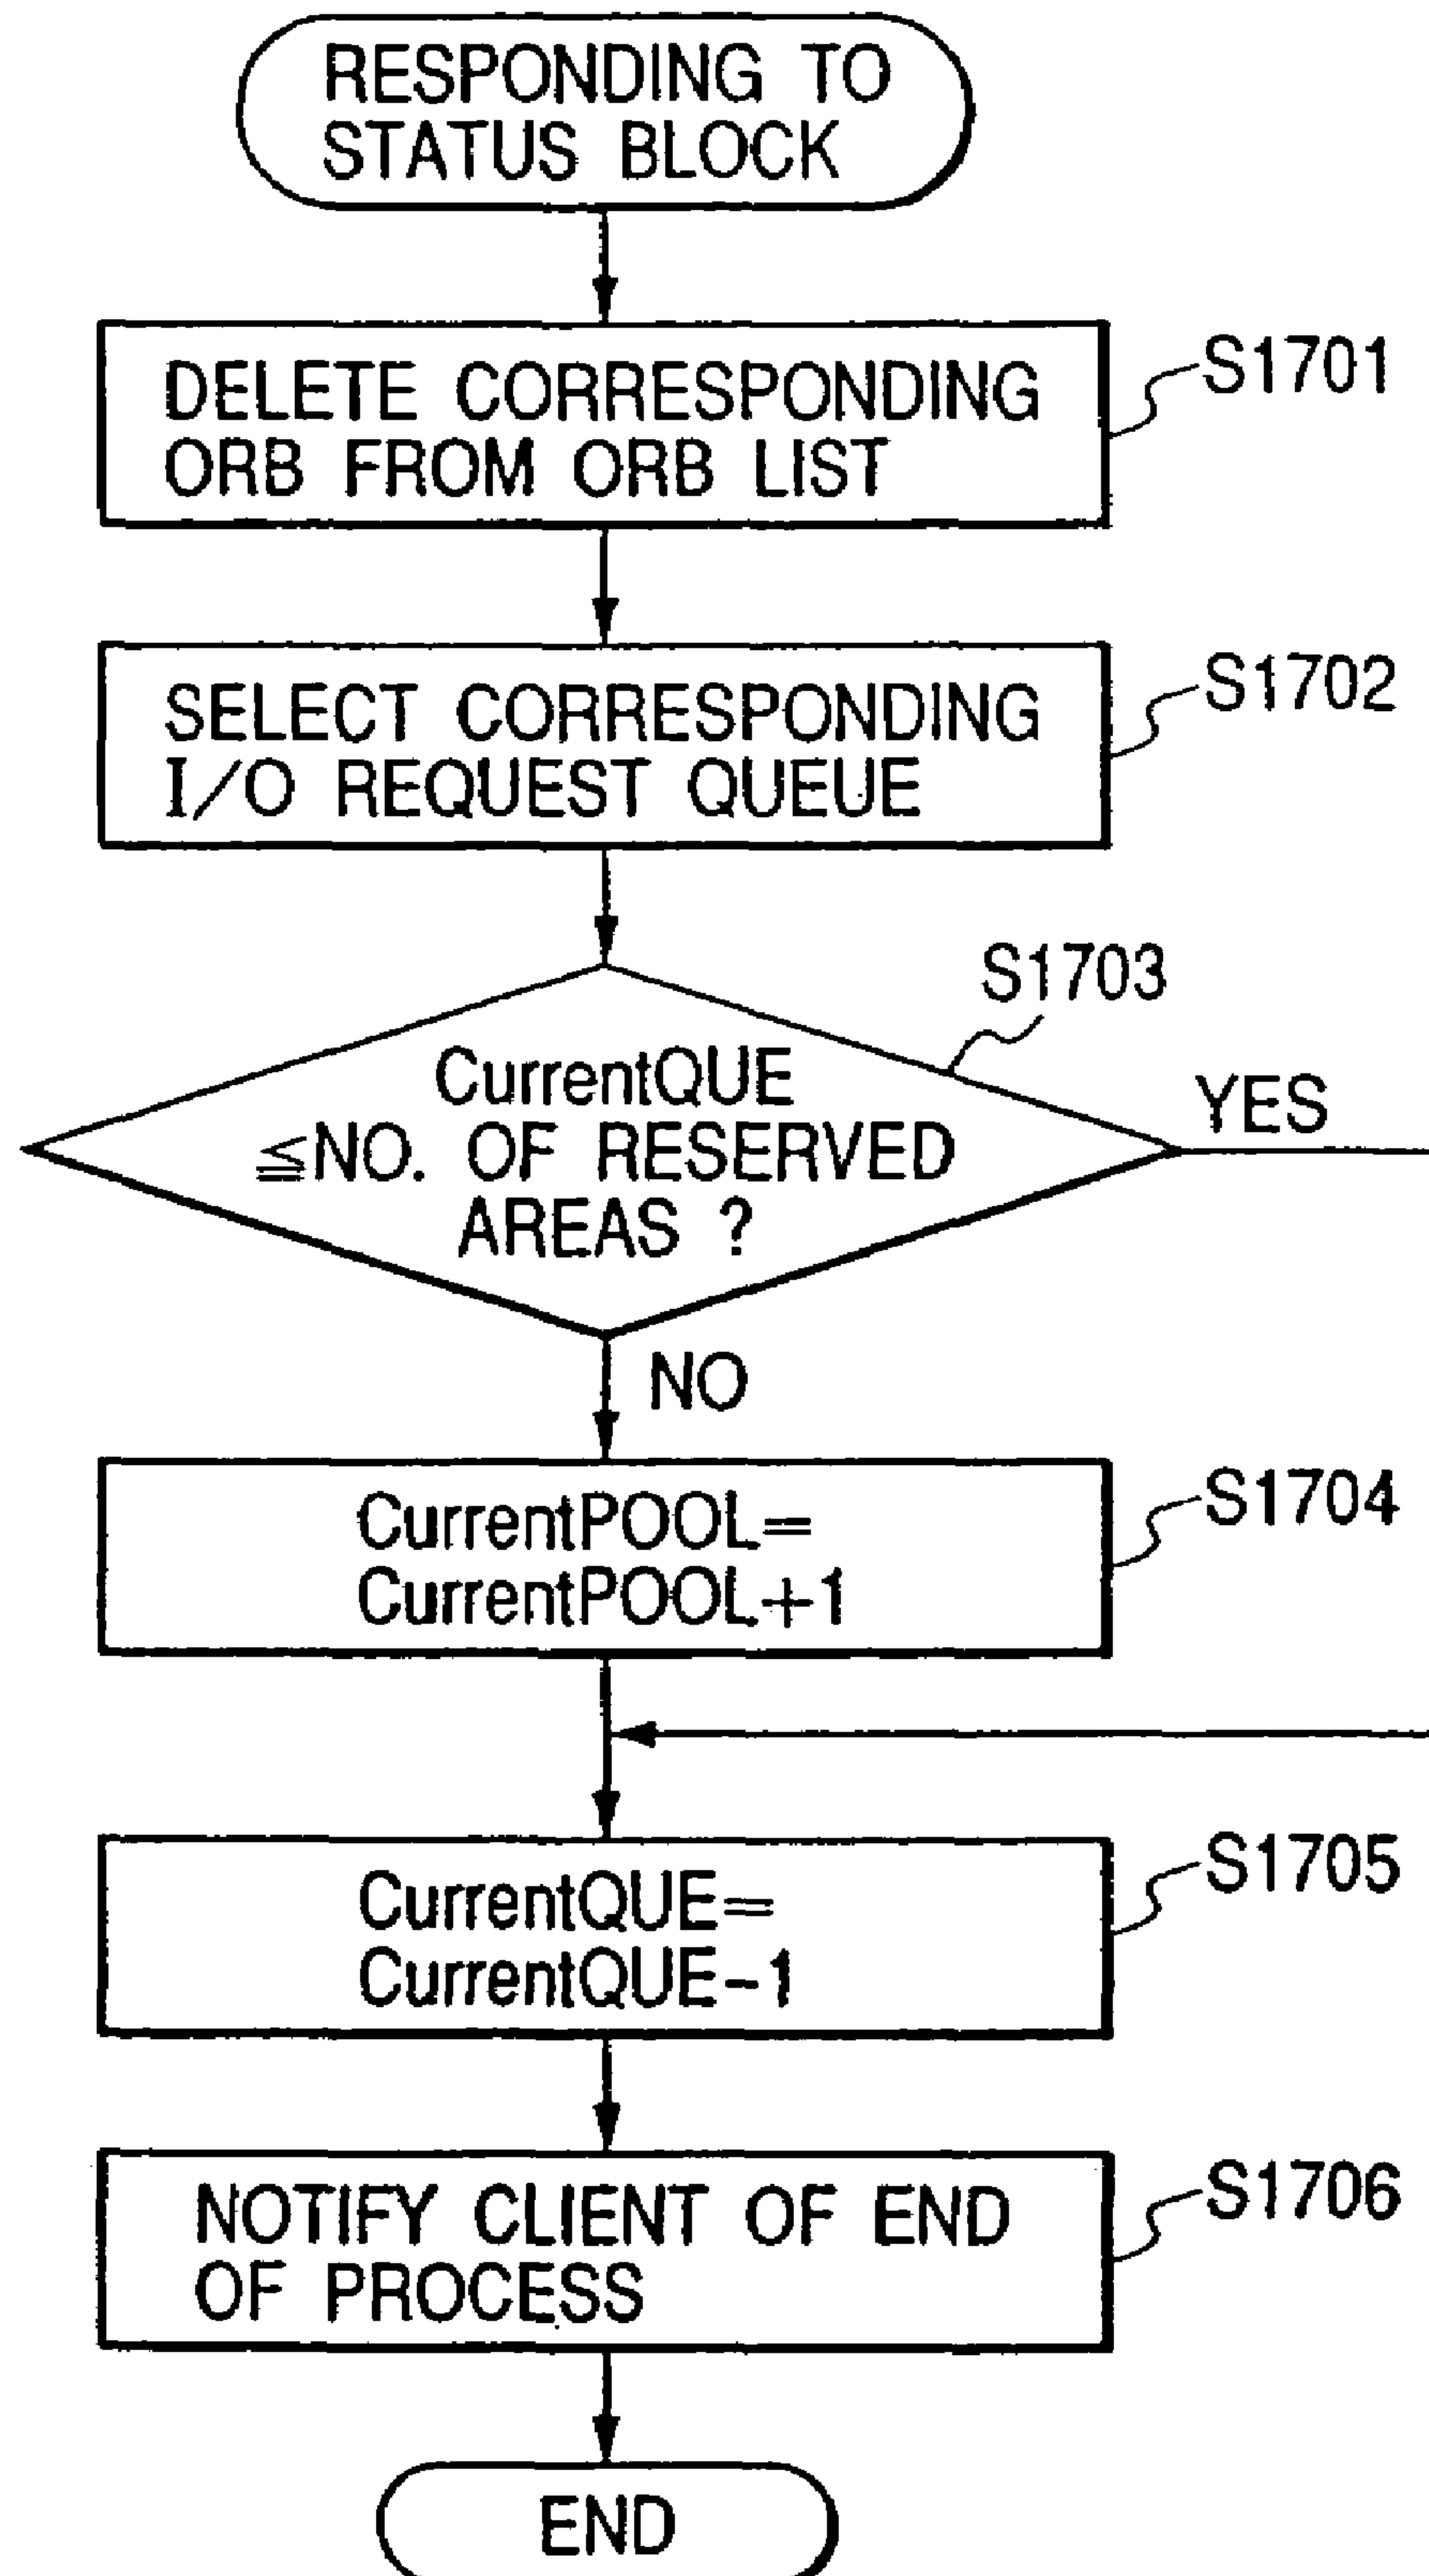 RESPONDING TO
STATUS BLOCK
DELETE CORRESPONDING
ORB FROM ORB LIST
S1701
SELECT CORRESPONDING
I/O REQUEST QUEUE
S1702
S1703
CurrentQUE
≦NO. OF RESERVED
AREAS ?
YES
NO
CurrentPOOL=
CurrentPOOL+1
S1704
CurrentQUE=
CurrentQUE-1
S1705
NOTIFY CLIENT OF END
OF PROCESS
S1706
END